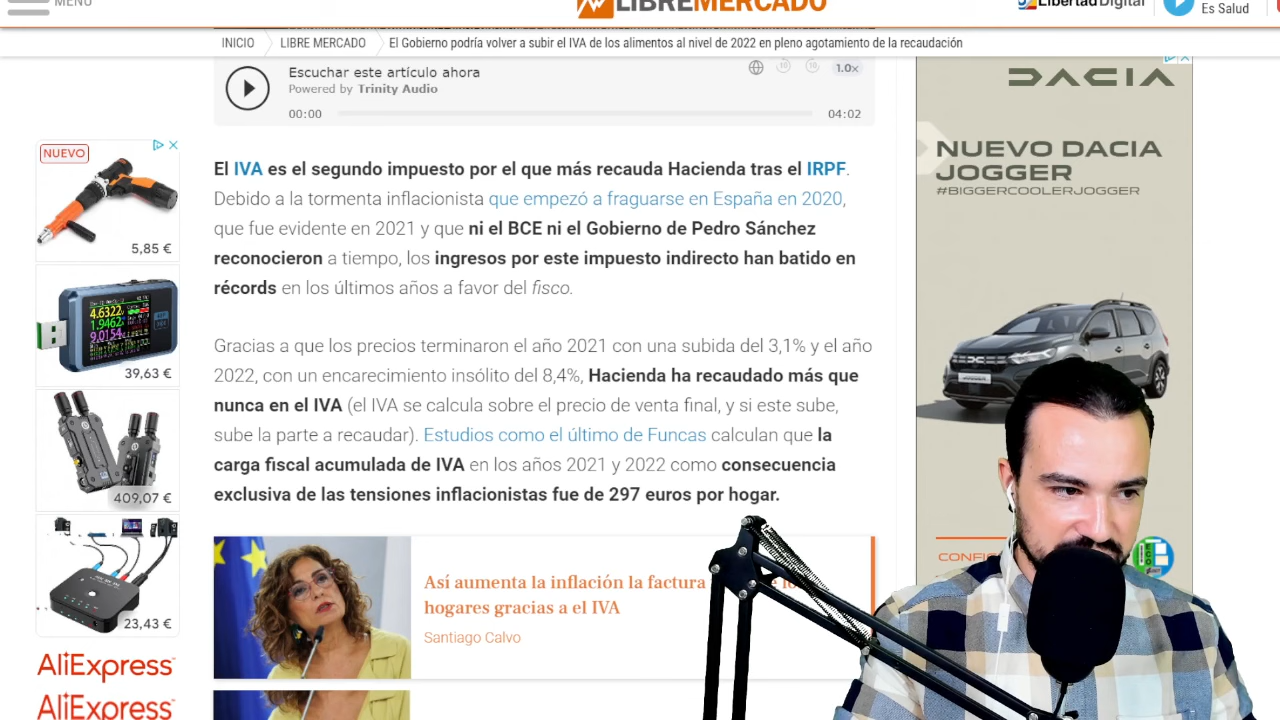 MENÚ
LIBREMERCADO
Libertad Digital
Es Salud
INICIO
LIBRE MERCADO
El Gobierno podría volver a subir el IVA de los alimentos al nivel de 2022 en pleno agotamiento de la recaudación
Escuchar este artículo ahora
Powered by Trinity Audio
1.0x
00:00
04:02
El IVA es el segundo impuesto por el que más recauda Hacienda tras el IRPF.
Debido a la tormenta inflacionista que empezó a fraguarse en España en 2020,
que fue evidente en 2021 y que ni el BCE ni el Gobierno de Pedro Sánchez
reconocieron a tiempo, los ingresos por este impuesto indirecto han batido en
récords en los últimos años a favor del fisco.
Gracias a que los precios terminaron el año 2021 con una subida del 3,1% y el año
2022, con un encarecimiento insólito del 8,4%, Hacienda ha recaudado más que
nunca en el IVA (el IVA se calcula sobre el precio de venta final, y si este sube,
sube la parte a recaudar). Estudios como el último de Funcas calculan que la
carga fiscal acumulada de IVA en los años 2021 y 2022 como consecuencia
exclusiva de las tensiones inflacionistas fue de 297 euros por hogar.
Así aumenta la inflación la factura
hogares gracias a el IVA
Santiago Calvo
NUEVO
5,85 €
4.6322
1.9462
9.0154
39,63 €
409,07 €
23,43 €
AliExpress
AliExpress
DACIA
NUEVO DACIA
JOGGER
#BIGGERCOOLERJOGGER
ECO